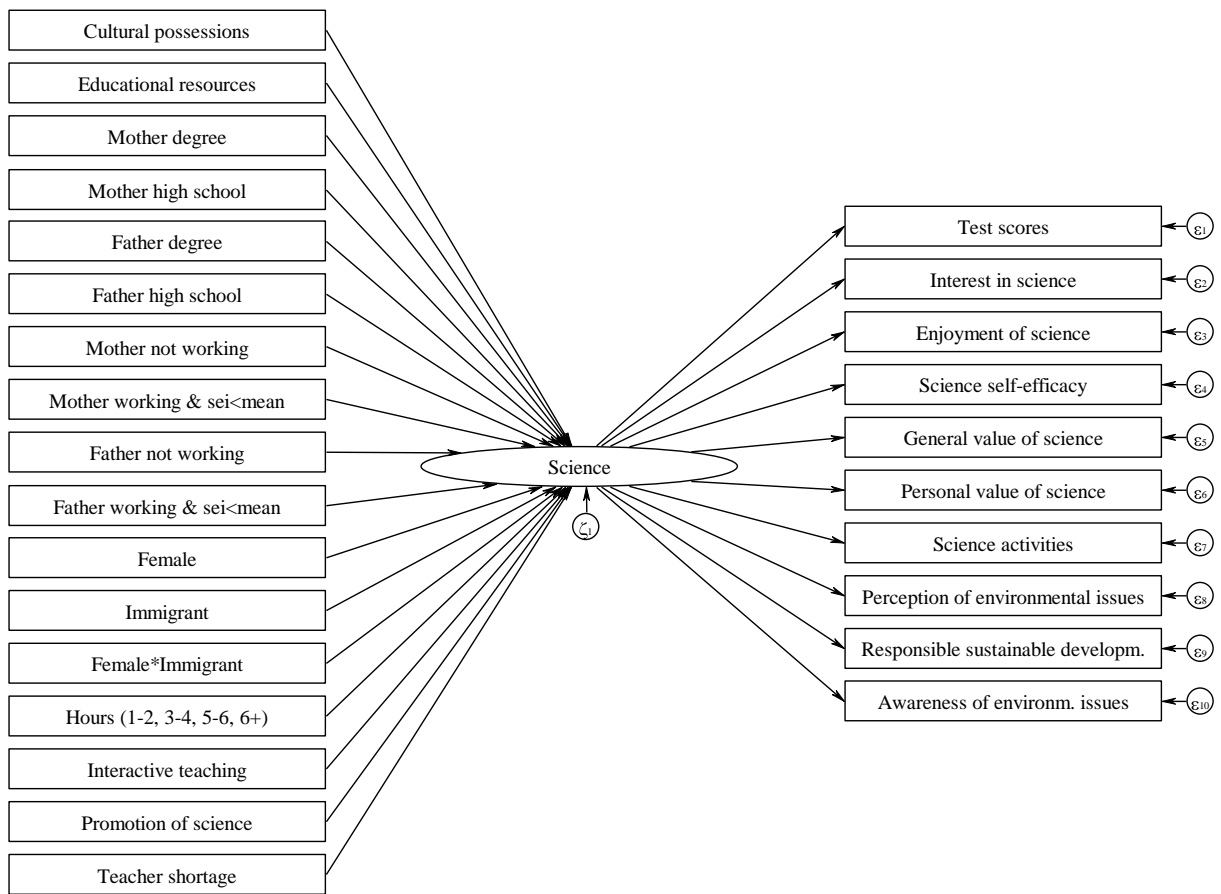 Cultural possessions
Educational resources
Mother degree
Mother high school
Father degree
Father high school
Mother not working
Mother working & sei<mean
Father not working
Father working & sei<mean
Female
Immigrant
Female*Immigrant
Hours (1-2, 3-4, 5-6, 6+)
Interactive teaching
Promotion of science
Teacher shortage
Science
ζ1
Test scores
ε1
Interest in science
ε2
Enjoyment of science
ε3
Science self-efficacy
ε4
General value of science
ε5
Personal value of science
ε6
Science activities
ε7
Perception of environmental issues
ε8
Responsible sustainable developm.
ε9
Awareness of environm. issues
ε10